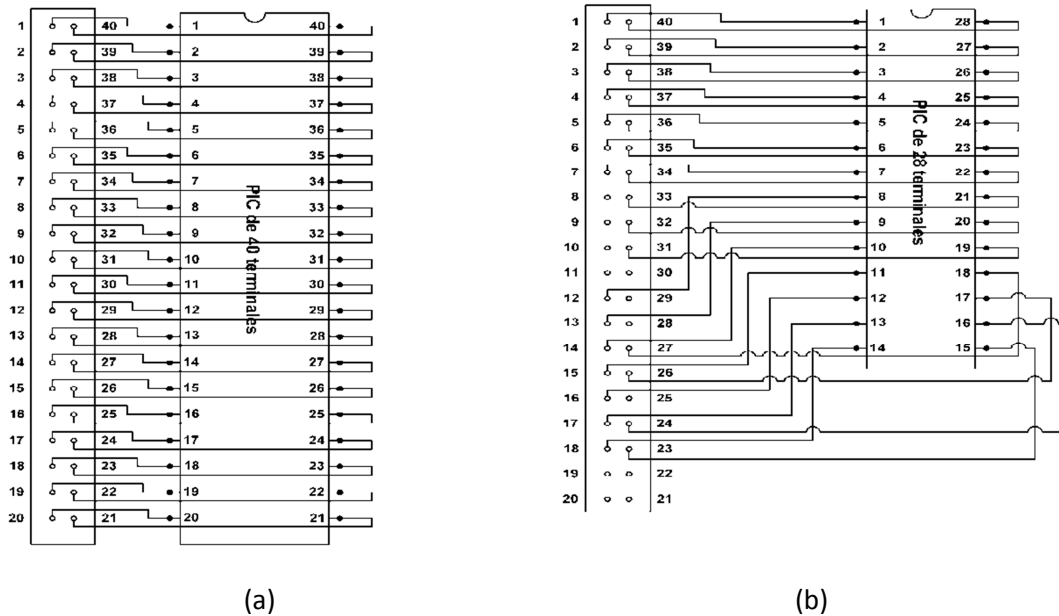 1 40 1 40
2 39 2 39
3 38 3 38
4 37 4 37
5 36 5 36
6 35 6 35
7 34 7 34
8 33 8 33
9 32 9 32
10 31 10 31
11 30 11 30
12 29 12 29
13 28 13 28
14 27 14 27
15 26 15 26
16 25 16 25
17 24 17 24
18 23 18 23
19 22 19 22
20 21 20 21
PIC de 40 terminales
(a)
1 40 1 28
2 39 2 27
3 38 3 26
4 37 4 25
5 36 5 24
6 35 6 23
7 34 7 22
8 33 8 21
9 32 9 20
10 31 10 19
11 30 11 18
12 29 12 17
13 28 13 16
14 27 14 15
15 26
16 25
17 24
18 23
19 22
20 21
PIC de 28 terminales
(b)